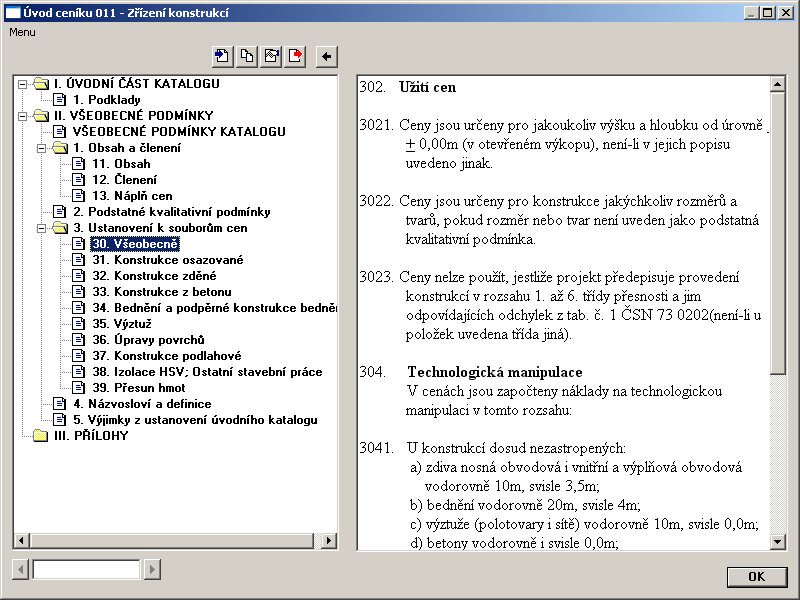 Úvod ceníku 011 - Zřízení konstrukcí
Menu
I. ÚVODNÍ ČÁST KATALOGU
1. Podklady
II. VŠEOBECNÉ PODMÍNKY
VŠEOBECNÉ PODMÍNKY KATALOGU
1. Obsah a členení
11. Obsah
12. Členení
13. Náplň cen
2. Podstatné kvalitativní podmínky
3. Ustanovení k souborům cen
30. Všeobecně
31. Konstrukce osazované
32. Konstrukce zděné
33. Konstrukce z betonu
34. Bednění a podpěrné konstrukce bedně
35. Výztuž
36. Úpravy povrchů
37. Konstrukce podlahové
38. Izolace HSV; Ostatní stavební práce
39. Přesun hmot
4. Názvosloví a definice
5. Výjimky z ustanovení úvodního katalogu
III. PŘÍLOHY
302. Užití cen
3021. Ceny jsou určeny pro jakoukoliv výšku a hloubku od úrovně
+ 0,00m (v otevřeném výkopu), není-li v jejich popisu
uvedeno jinak.
3022. Ceny jsou určeny pro konstrukce jakýchkoliv rozměrů a
tvarů, pokud rozměr nebo tvar není uveden jako podstatná
kvalitativní podmínka.
3023. Ceny nelze použít, jestliže projekt předepisuje provedení
konstrukcí v rozsahu 1. až 6. třídy přesnosti a jim
odpovídajících odchylek z tab. č. 1 ČSN 73 0202(není-li u
položek uvedena třída jiná).
304. Technologická manipulace
V cenách jsou započteny náklady na technologickou
manipulaci v tomto rozsahu:
3041. U konstrukcí dosud nezastropených:
a) zdiva nosná obvodová i vnitřní a výplňová obvodová
vodorovně 10m, svisle 3,5m;
b) bednění vodorovně 20m, svisle 4m;
c) výztuže (polotovary i sítě) vodorovně 10m, svisle 0,0m;
d) betony vodorovně i svisle 0,0m;
OK